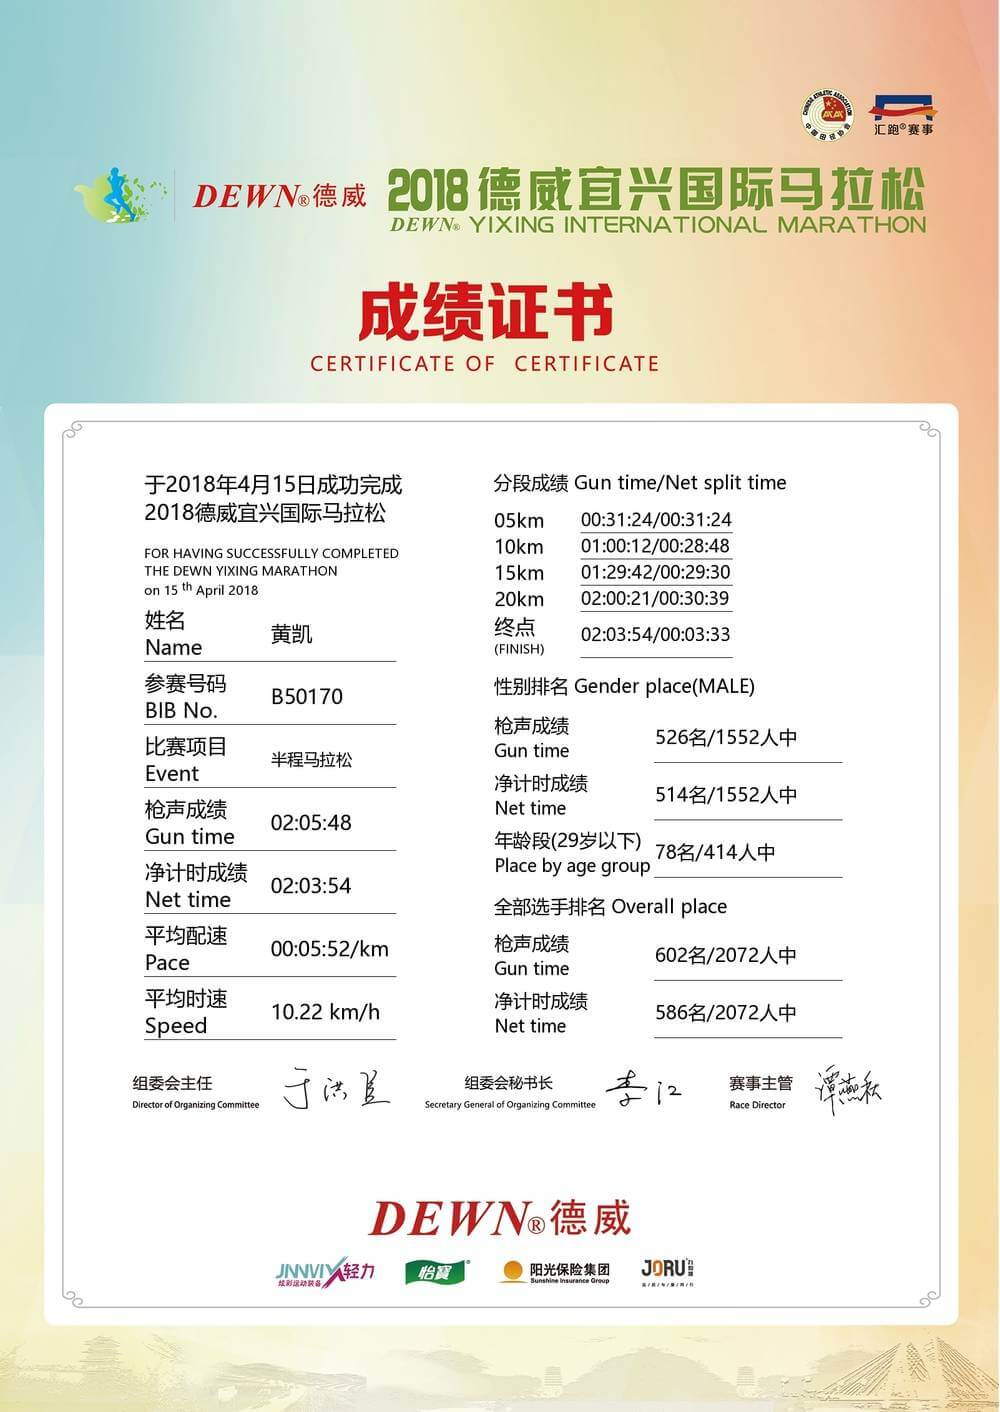 CHINESE ATHLETIC ASSOCIATION
CAA
中国田径协会
汇跑®赛事
DEWN®德威
2018德威宜兴国际马拉松
DEWN® YIXING INTERNATIONAL MARATHON
成绩证书
CERTIFICATE OF CERTIFICATE
于2018年4月15日成功完成
2018德威宜兴国际马拉松
FOR HAVING SUCCESSFULLY COMPLETED
THE DEWN YIXING MARATHON
on 15 th April 2018
姓名
Name 黄凯
参赛号码
BIB No. B50170
比赛项目
Event 半程马拉松
枪声成绩
Gun time 02:05:48
净计时成绩
Net time 02:03:54
平均配速
Pace 00:05:52/km
平均时速
Speed 10.22 km/h
分段成绩 Gun time/Net split time
05km 00:31:24/00:31:24
10km 01:00:12/00:28:48
15km 01:29:42/00:29:30
20km 02:00:21/00:30:39
终点
(FINISH) 02:03:54/00:03:33
性别排名 Gender place(MALE)
枪声成绩
Gun time 526名/1552人中
净计时成绩
Net time 514名/1552人中
年龄段(29岁以下)
Place by age group 78名/414人中
全部选手排名 Overall place
枪声成绩
Gun time 602名/2072人中
净计时成绩
Net time 586名/2072人中
组委会主任
Director of Organizing Committee
组委会秘书长 李江
Secretary General of Organizing Committee
赛事主管 谭燕秋
Race Director
DEWN®德威
JNNVIX轻力
炫彩运动装备
怡寶®
阳光保险集团
Sunshine Insurance Group
JORU